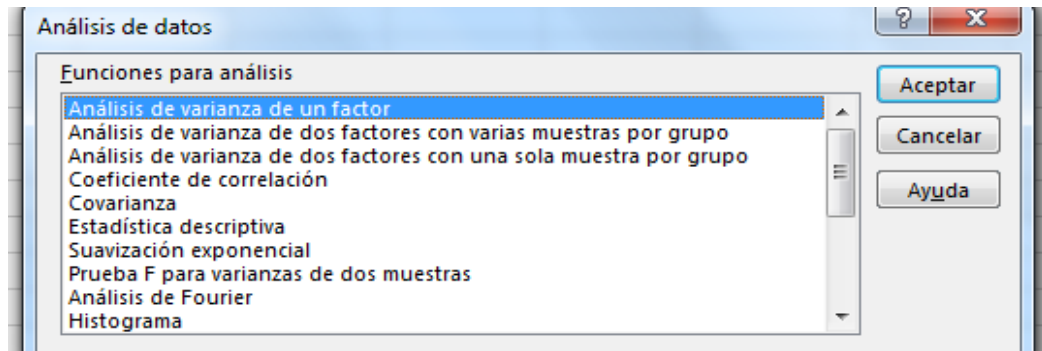 Análisis de datos
Funciones para análisis
Análisis de varianza de un factor
Análisis de varianza de dos factores con varias muestras por grupo
Análisis de varianza de dos factores con una sola muestra por grupo
Coeficiente de correlación
Covarianza
Estadística descriptiva
Suavización exponencial
Prueba F para varianzas de dos muestras
Análisis de Fourier
Histograma
Aceptar
Cancelar
Ayuda